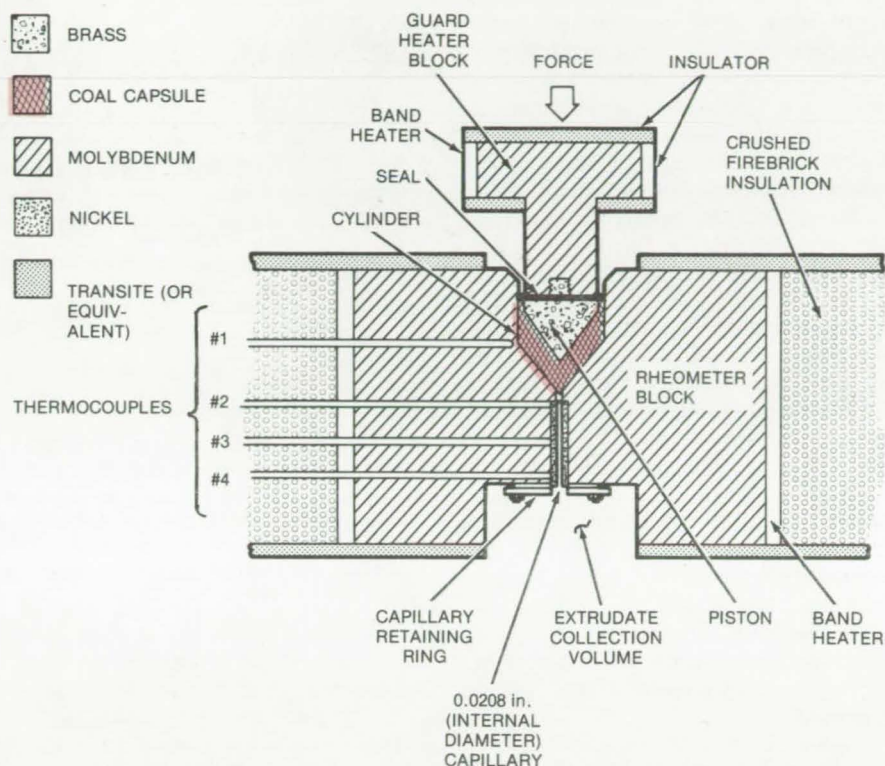 BRASS
COAL CAPSULE
MOLYBDENUM
NICKEL
TRANSITE (OR
EQUIV-
ALENT)
THERMOCOUPLES
#1
#2
#3
#4
GUARD
HEATER
BLOCK
FORCE
INSULATOR
BAND
HEATER
SEAL
CYLINDER
CRUSHED
FIREBRICK
INSULATION
RHEOMETER
BLOCK
CAPILLARY
RETAINING
RING
EXTRUDATE
COLLECTION
VOLUME
PISTON
BAND
HEATER
0.0208 in.
(INTERNAL
DIAMETER)
CAPILLARY